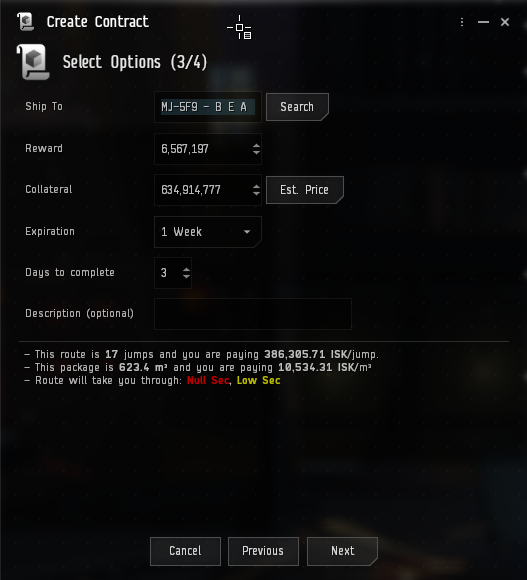 Create Contract
Select Options (3/4)
Ship To MJ-5F9 - B E A Search
Reward 6,567,197
Collateral 634,914,777 Est. Price
Expiration 1 Week
Days to complete 3
Description (optional)
- This route is 17 jumps and you are paying 386,305.71 ISK/jump.
- This package is 623.4 m³ and you are paying 10,534.31 ISK/m³
- Route will take you through: Null Sec, Low Sec
Cancel Previous Next